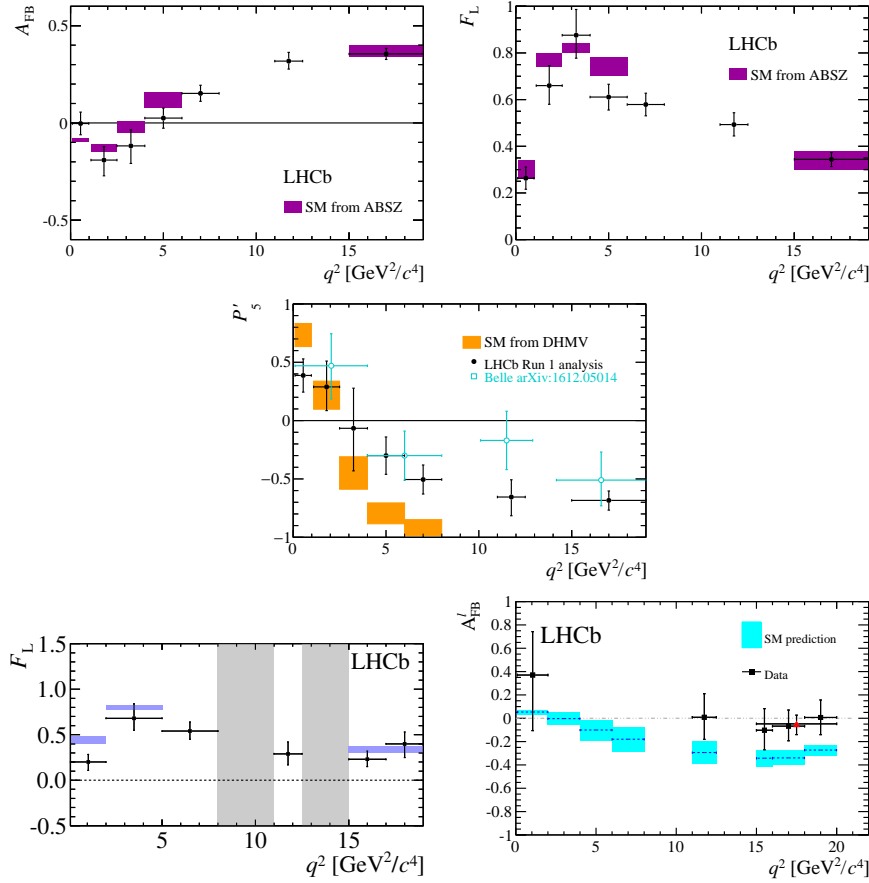 A_FB
0.5
0
-0.5
0 5 10 15
LHCb
SM from ABSZ
q² [GeV²/c⁴]
F_L
1
0.8
0.6
0.4
0.2
0
0 5 10 15
LHCb
SM from ABSZ
q² [GeV²/c⁴]
P′₅
1
0.5
0
−0.5
−1
0 5 10 15
SM from DHMV
LHCb Run 1 analysis
Belle arXiv:1612.05014
q² [GeV²/c⁴]
F_L
1.5
1.0
0.5
0.0
-0.5
0 5 10 15
LHCb
q² [GeV²/c⁴]
A^l_FB
1
0.8
0.6
0.4
0.2
0
-0.2
-0.4
-0.6
-0.8
-1
0 5 10 15 20
LHCb
SM prediction
Data
q² [GeV²/c⁴]